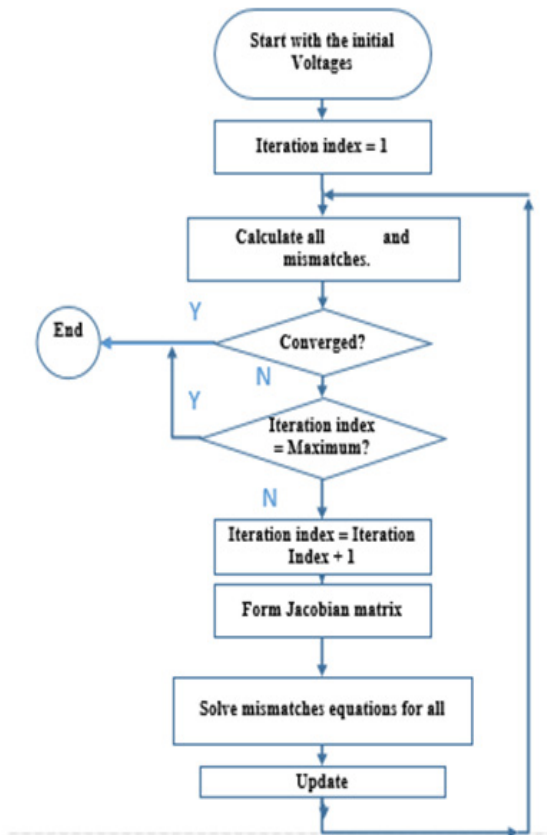 Start with the initial
Voltages
Iteration index = 1
Calculate all and
mismatches.
Y
End
Converged?
N
Y
Iteration index
= Maximum?
N
Iteration index = Iteration
Index + 1
Form Jacobian matrix
Solve mismatches equations for all
Update